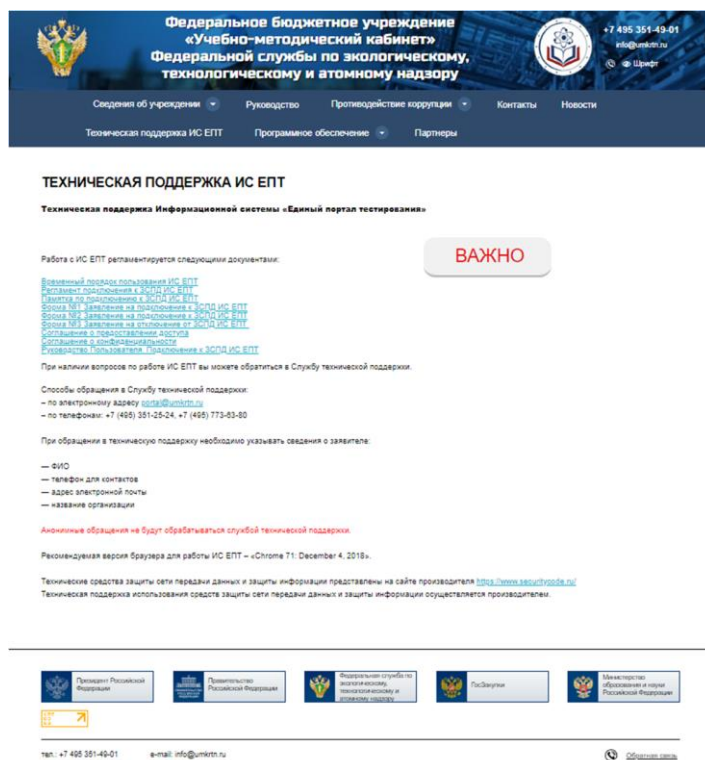 Федеральное бюджетное учреждение
«Учебно-методический кабинет»
Федеральной службы по экологическому,
технологическому и атомному надзору
+7 495 351-49-01
info@umkrtn.ru
Шрифт
Сведения об учреждении
Руководство
Противодействие коррупции
Контакты
Новости
Техническая поддержка ИС ЕПТ
Программное обеспечение
Партнеры
ТЕХНИЧЕСКАЯ ПОДДЕРЖКА ИС ЕПТ
Техническая поддержка Информационной системы «Единый портал тестирования»
ВАЖНО
Работа с ИС ЕПТ регламентируется следующими документами:
Временный порядок пользования ИС ЕПТ
Регламент подключения к ЗСПД ИС ЕПТ
Памятка по подключению к ЗСПД ИС ЕПТ
Форма №1 Заявление на подключение к ЗСПД ИС ЕПТ
Форма №2 Заявление на подключение к ЗСПД ИС ЕПТ
Форма №3 Заявление на отключение от ЗСПД ИС ЕПТ
Соглашение о предоставлении доступа
Соглашение о конфиденциальности
Руководство Пользователя. Подключение к ЗСПД ИС ЕПТ
При наличии вопросов по работе ИС ЕПТ вы можете обратиться в Службу технической поддержки.
Способы обращения в Службу технической поддержки:
– по электронному адресу portal@umkrtn.ru
– по телефонам: +7 (495) 351-25-24, +7 (495) 773-63-80
При обращении в техническую поддержку необходимо указывать сведения о заявителе:
— ФИО
— телефон для контактов
— адрес электронной почты
— название организации
Анонимные обращения не будут обрабатываться службой технической поддержки.
Рекомендуемая версия браузера для работы ИС ЕПТ – «Chrome 71: December 4, 2018».
Технические средства защиты сети передачи данных и защиты информации представлены на сайте производителя https://www.securitycode.ru/
Техническая поддержка использования средств защиты сети передачи данных и защиты информации осуществляется производителем.
Президент Российской
Федерации
Правительство
Российской Федерации
Федеральная служба по
экологическому,
технологическому и
атомному надзору
ГосЗакупки
Министерство
образования и науки
Российской Федерации
тел.: +7 495 351-49-01
e-mail: info@umkrtn.ru
Обратная связь